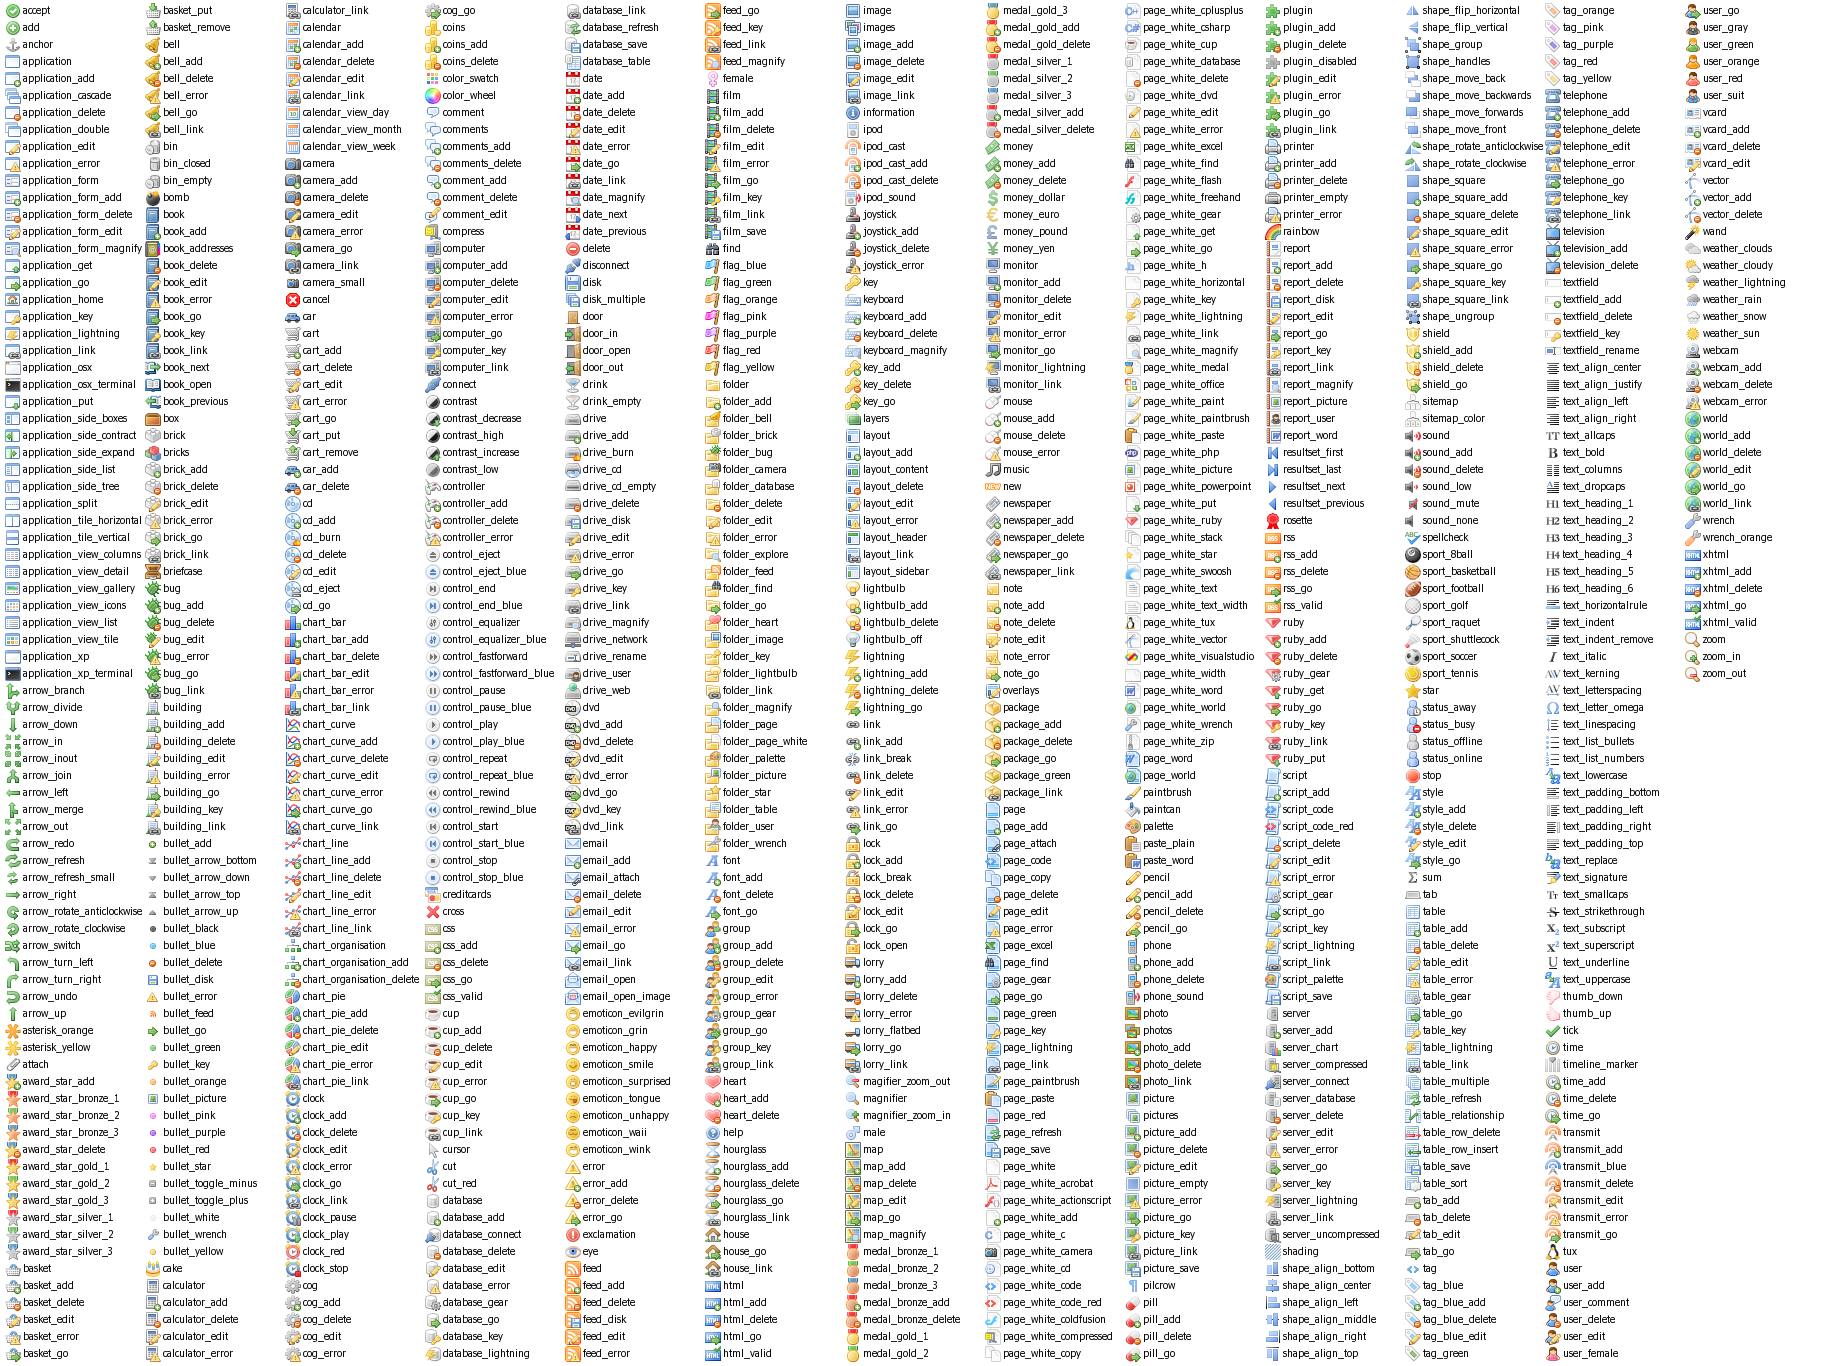 accept
add
anchor
application
application_add
application_cascade
application_delete
application_double
application_edit
application_error
application_form
application_form_add
application_form_delete
application_form_edit
application_form_magnify
application_get
application_go
application_home
application_key
application_lightning
application_link
application_osx
application_osx_terminal
application_put
application_side_boxes
application_side_contract
application_side_expand
application_side_list
application_side_tree
application_split
application_tile_horizontal
application_tile_vertical
application_view_columns
application_view_detail
application_view_gallery
application_view_icons
application_view_list
application_view_tile
application_xp
application_xp_terminal
arrow_branch
arrow_divide
arrow_down
arrow_in
arrow_inout
arrow_join
arrow_left
arrow_merge
arrow_out
arrow_redo
arrow_refresh
arrow_refresh_small
arrow_right
arrow_rotate_anticlockwise
arrow_rotate_clockwise
arrow_switch
arrow_turn_left
arrow_turn_right
arrow_undo
arrow_up
asterisk_orange
asterisk_yellow
attach
award_star_add
award_star_bronze_1
award_star_bronze_2
award_star_bronze_3
award_star_delete
award_star_gold_1
award_star_gold_2
award_star_gold_3
award_star_silver_1
award_star_silver_2
award_star_silver_3
basket
basket_add
basket_delete
basket_edit
basket_error
basket_go
basket_put
basket_remove
bell
bell_add
bell_delete
bell_error
bell_go
bell_link
bin
bin_closed
bin_empty
bomb
book
book_add
book_addresses
book_delete
book_edit
book_error
book_go
book_key
book_link
book_next
book_open
book_previous
box
brick
bricks
brick_add
brick_delete
brick_edit
brick_error
brick_go
brick_link
briefcase
bug
bug_add
bug_delete
bug_edit
bug_error
bug_go
bug_link
building
building_add
building_delete
building_edit
building_error
building_go
building_key
building_link
bullet_add
bullet_arrow_bottom
bullet_arrow_down
bullet_arrow_top
bullet_arrow_up
bullet_black
bullet_blue
bullet_delete
bullet_disk
bullet_error
bullet_feed
bullet_go
bullet_green
bullet_key
bullet_orange
bullet_picture
bullet_pink
bullet_purple
bullet_red
bullet_star
bullet_toggle_minus
bullet_toggle_plus
bullet_white
bullet_wrench
bullet_yellow
cake
calculator
calculator_add
calculator_delete
calculator_edit
calculator_error
calculator_link
calendar
calendar_add
calendar_delete
calendar_edit
calendar_link
calendar_view_day
calendar_view_month
calendar_view_week
camera
camera_add
camera_delete
camera_edit
camera_error
camera_go
camera_link
camera_small
cancel
car
cart
cart_add
cart_delete
cart_edit
cart_error
cart_go
cart_put
cart_remove
car_add
car_delete
cd
cd_add
cd_burn
cd_delete
cd_edit
cd_eject
cd_go
chart_bar
chart_bar_add
chart_bar_delete
chart_bar_edit
chart_bar_error
chart_bar_link
chart_curve
chart_curve_add
chart_curve_delete
chart_curve_edit
chart_curve_error
chart_curve_go
chart_curve_link
chart_line
chart_line_add
chart_line_delete
chart_line_edit
chart_line_error
chart_line_link
chart_organisation
chart_organisation_add
chart_organisation_delete
chart_pie
chart_pie_add
chart_pie_delete
chart_pie_edit
chart_pie_error
chart_pie_link
clock
clock_add
clock_delete
clock_edit
clock_error
clock_go
clock_link
clock_pause
clock_play
clock_red
clock_stop
cog
cog_add
cog_delete
cog_edit
cog_error
cog_go
coins
coins_add
coins_delete
color_swatch
color_wheel
comment
comments
comments_add
comments_delete
comment_add
comment_delete
comment_edit
compress
computer
computer_add
computer_delete
computer_edit
computer_error
computer_go
computer_key
computer_link
connect
contrast
contrast_decrease
contrast_high
contrast_increase
contrast_low
controller
controller_add
controller_delete
controller_error
control_eject
control_eject_blue
control_end
control_end_blue
control_equalizer
control_equalizer_blue
control_fastforward
control_fastforward_blue
control_pause
control_pause_blue
control_play
control_play_blue
control_repeat
control_repeat_blue
control_rewind
control_rewind_blue
control_start
control_start_blue
control_stop
control_stop_blue
creditcards
cross
css
css_add
css_delete
css_go
css_valid
cup
cup_add
cup_delete
cup_edit
cup_error
cup_go
cup_key
cup_link
cursor
cut
cut_red
database
database_add
database_connect
database_delete
database_edit
database_error
database_gear
database_go
database_key
database_lightning
database_link
database_refresh
database_save
database_table
date
date_add
date_delete
date_edit
date_error
date_go
date_link
date_magnify
date_next
date_previous
delete
disconnect
disk
disk_multiple
door
door_in
door_open
door_out
drink
drink_empty
drive
drive_add
drive_burn
drive_cd
drive_cd_empty
drive_delete
drive_disk
drive_edit
drive_error
drive_go
drive_key
drive_link
drive_magnify
drive_network
drive_rename
drive_user
drive_web
dvd
dvd_add
dvd_delete
dvd_edit
dvd_error
dvd_go
dvd_key
dvd_link
email
email_add
email_attach
email_delete
email_edit
email_error
email_go
email_link
email_open
email_open_image
emoticon_evilgrin
emoticon_grin
emoticon_happy
emoticon_smile
emoticon_surprised
emoticon_tongue
emoticon_unhappy
emoticon_waii
emoticon_wink
error
error_add
error_delete
error_go
exclamation
eye
feed
feed_add
feed_delete
feed_disk
feed_edit
feed_error
feed_go
feed_key
feed_link
feed_magnify
female
film
film_add
film_delete
film_edit
film_error
film_go
film_key
film_link
film_save
find
flag_blue
flag_green
flag_orange
flag_pink
flag_purple
flag_red
flag_yellow
folder
folder_add
folder_bell
folder_brick
folder_bug
folder_camera
folder_database
folder_delete
folder_edit
folder_error
folder_explore
folder_feed
folder_find
folder_go
folder_heart
folder_image
folder_key
folder_lightbulb
folder_link
folder_magnify
folder_page
folder_page_white
folder_palette
folder_picture
folder_star
folder_table
folder_user
folder_wrench
font
font_add
font_delete
font_go
group
group_add
group_delete
group_edit
group_error
group_gear
group_go
group_key
group_link
heart
heart_add
heart_delete
help
hourglass
hourglass_add
hourglass_delete
hourglass_go
hourglass_link
house
house_go
house_link
html
html_add
html_delete
html_go
html_valid
image
images
image_add
image_delete
image_edit
image_link
information
ipod
ipod_cast
ipod_cast_add
ipod_cast_delete
ipod_sound
joystick
joystick_add
joystick_delete
joystick_error
key
keyboard
keyboard_add
keyboard_delete
keyboard_magnify
key_add
key_delete
key_go
layers
layout
layout_add
layout_content
layout_delete
layout_edit
layout_error
layout_header
layout_link
layout_sidebar
lightbulb
lightbulb_add
lightbulb_delete
lightbulb_off
lightning
lightning_add
lightning_delete
lightning_go
link
link_add
link_break
link_delete
link_edit
link_error
link_go
lock
lock_add
lock_break
lock_delete
lock_edit
lock_go
lock_open
lorry
lorry_add
lorry_delete
lorry_error
lorry_flatbed
lorry_go
lorry_link
magifier_zoom_out
magnifier
magnifier_zoom_in
male
map
map_add
map_delete
map_edit
map_go
map_magnify
medal_bronze_1
medal_bronze_2
medal_bronze_3
medal_bronze_add
medal_bronze_delete
medal_gold_1
medal_gold_2
medal_gold_3
medal_gold_add
medal_gold_delete
medal_silver_1
medal_silver_2
medal_silver_3
medal_silver_add
medal_silver_delete
money
money_add
money_delete
money_dollar
money_euro
money_pound
money_yen
monitor
monitor_add
monitor_delete
monitor_edit
monitor_error
monitor_go
monitor_lightning
monitor_link
mouse
mouse_add
mouse_delete
mouse_error
music
new
newspaper
newspaper_add
newspaper_delete
newspaper_go
newspaper_link
note
note_add
note_delete
note_edit
note_error
note_go
overlays
package
package_add
package_delete
package_go
package_green
package_link
page
page_add
page_attach
page_code
page_copy
page_delete
page_edit
page_error
page_excel
page_find
page_gear
page_go
page_green
page_key
page_lightning
page_link
page_paintbrush
page_paste
page_red
page_refresh
page_save
page_white
page_white_acrobat
page_white_actionscript
page_white_add
page_white_c
page_white_camera
page_white_cd
page_white_code
page_white_code_red
page_white_coldfusion
page_white_compressed
page_white_copy
page_white_cplusplus
page_white_csharp
page_white_cup
page_white_database
page_white_delete
page_white_dvd
page_white_edit
page_white_error
page_white_excel
page_white_find
page_white_flash
page_white_freehand
page_white_gear
page_white_get
page_white_go
page_white_h
page_white_horizontal
page_white_key
page_white_lightning
page_white_link
page_white_magnify
page_white_medal
page_white_office
page_white_paint
page_white_paintbrush
page_white_paste
page_white_php
page_white_picture
page_white_powerpoint
page_white_put
page_white_ruby
page_white_stack
page_white_star
page_white_swoosh
page_white_text
page_white_text_width
page_white_tux
page_white_vector
page_white_visualstudio
page_white_width
page_white_word
page_white_world
page_white_wrench
page_white_zip
page_word
page_world
paintbrush
paintcan
palette
paste_plain
paste_word
pencil
pencil_add
pencil_delete
pencil_go
phone
phone_add
phone_delete
phone_sound
photo
photos
photo_add
photo_delete
photo_link
picture
pictures
picture_add
picture_delete
picture_edit
picture_empty
picture_error
picture_go
picture_key
picture_link
picture_save
pilcrow
pill
pill_add
pill_delete
pill_go
plugin
plugin_add
plugin_delete
plugin_disabled
plugin_edit
plugin_error
plugin_go
plugin_link
printer
printer_add
printer_delete
printer_empty
printer_error
rainbow
report
report_add
report_delete
report_disk
report_edit
report_go
report_key
report_link
report_magnify
report_picture
report_user
report_word
resultset_first
resultset_last
resultset_next
resultset_previous
rosette
rss
rss_add
rss_delete
rss_go
rss_valid
ruby
ruby_add
ruby_delete
ruby_gear
ruby_get
ruby_go
ruby_key
ruby_link
ruby_put
script
script_add
script_code
script_code_red
script_delete
script_edit
script_error
script_gear
script_go
script_key
script_lightning
script_link
script_palette
script_save
server
server_add
server_chart
server_compressed
server_connect
server_database
server_delete
server_edit
server_error
server_go
server_key
server_lightning
server_link
server_uncompressed
shading
shape_align_bottom
shape_align_center
shape_align_left
shape_align_middle
shape_align_right
shape_align_top
shape_flip_horizontal
shape_flip_vertical
shape_group
shape_handles
shape_move_back
shape_move_backwards
shape_move_forwards
shape_move_front
shape_rotate_anticlockwise
shape_rotate_clockwise
shape_square
shape_square_add
shape_square_delete
shape_square_edit
shape_square_error
shape_square_go
shape_square_key
shape_square_link
shape_ungroup
shield
shield_add
shield_delete
shield_go
sitemap
sitemap_color
sound
sound_add
sound_delete
sound_low
sound_mute
sound_none
spellcheck
sport_8ball
sport_basketball
sport_football
sport_golf
sport_raquet
sport_shuttlecock
sport_soccer
sport_tennis
star
status_away
status_busy
status_offline
status_online
stop
style
style_add
style_delete
style_edit
style_go
sum
tab
table
table_add
table_delete
table_edit
table_error
table_gear
table_go
table_key
table_lightning
table_link
table_multiple
table_refresh
table_relationship
table_row_delete
table_row_insert
table_save
table_sort
tab_add
tab_delete
tab_edit
tab_go
tag
tag_blue
tag_blue_add
tag_blue_delete
tag_blue_edit
tag_green
tag_orange
tag_pink
tag_purple
tag_red
tag_yellow
telephone
telephone_add
telephone_delete
telephone_edit
telephone_error
telephone_go
telephone_key
telephone_link
television
television_add
television_delete
textfield
textfield_add
textfield_delete
textfield_key
textfield_rename
text_align_center
text_align_justify
text_align_left
text_align_right
text_allcaps
text_bold
text_columns
text_dropcaps
text_heading_1
text_heading_2
text_heading_3
text_heading_4
text_heading_5
text_heading_6
text_horizontalrule
text_indent
text_indent_remove
text_italic
text_kerning
text_letterspacing
text_letter_omega
text_linespacing
text_list_bullets
text_list_numbers
text_lowercase
text_padding_bottom
text_padding_left
text_padding_right
text_padding_top
text_replace
text_signature
text_smallcaps
text_strikethrough
text_subscript
text_superscript
text_underline
text_uppercase
thumb_down
thumb_up
tick
time
timeline_marker
time_add
time_delete
time_go
transmit
transmit_add
transmit_blue
transmit_delete
transmit_edit
transmit_error
transmit_go
tux
user
user_add
user_comment
user_delete
user_edit
user_female
user_go
user_gray
user_green
user_orange
user_red
user_suit
vcard
vcard_add
vcard_delete
vcard_edit
vector
vector_add
vector_delete
wand
weather_clouds
weather_cloudy
weather_lightning
weather_rain
weather_snow
weather_sun
webcam
webcam_add
webcam_delete
webcam_error
world
world_add
world_delete
world_edit
world_go
world_link
wrench
wrench_orange
xhtml
xhtml_add
xhtml_delete
xhtml_go
xhtml_valid
zoom
zoom_in
zoom_out